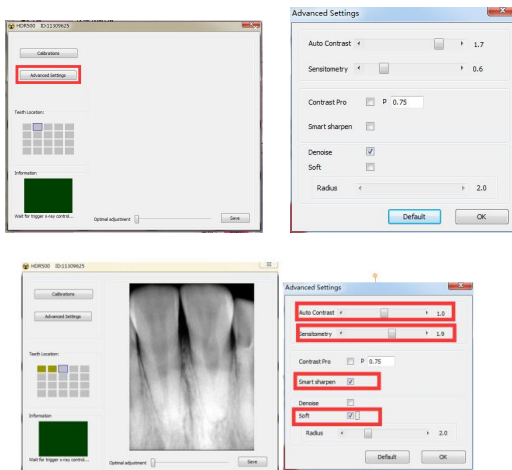 HDR500 ID:11309625
Calibrations
Advanced Settings
Teeth Location:
Information
Wait for trigger x-ray control...
Optimal adjustment
Save
Advanced Settings
Auto Contrast 1.7
Sensitometry 0.6
Contrast Pro P 0.75
Smart sharpen
Denoise
Soft
Radius 2.0
Default OK
HDR500 ID:11309625
Calibrations
Advanced Settings
Teeth Location:
Information
Wait for trigger x-ray control...
Optimal adjustment
Save
Advanced Settings
Auto Contrast 1.0
Sensitometry 1.9
Contrast Pro P 0.75
Smart sharpen
Denoise
Soft
Radius 2.0
Default OK